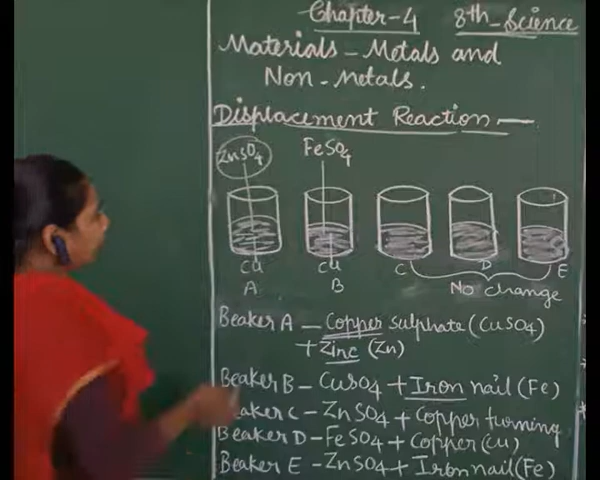 Chapter-4 8th-Science
Materials - Metals and
Non-Metals.
Displacement Reaction —
ZnSO4 FeSO4
Cu Cu C D E
A B No change
Beaker A — Copper sulphate (CuSO4)
+ Zinc (Zn)
Beaker B - CuSO4 + Iron nail (Fe)
eaker C - ZnSO4 + Copper turning
Beaker D - FeSO4 + Copper (Cu)
Beaker E - ZnSO4 + Iron nail (Fe)